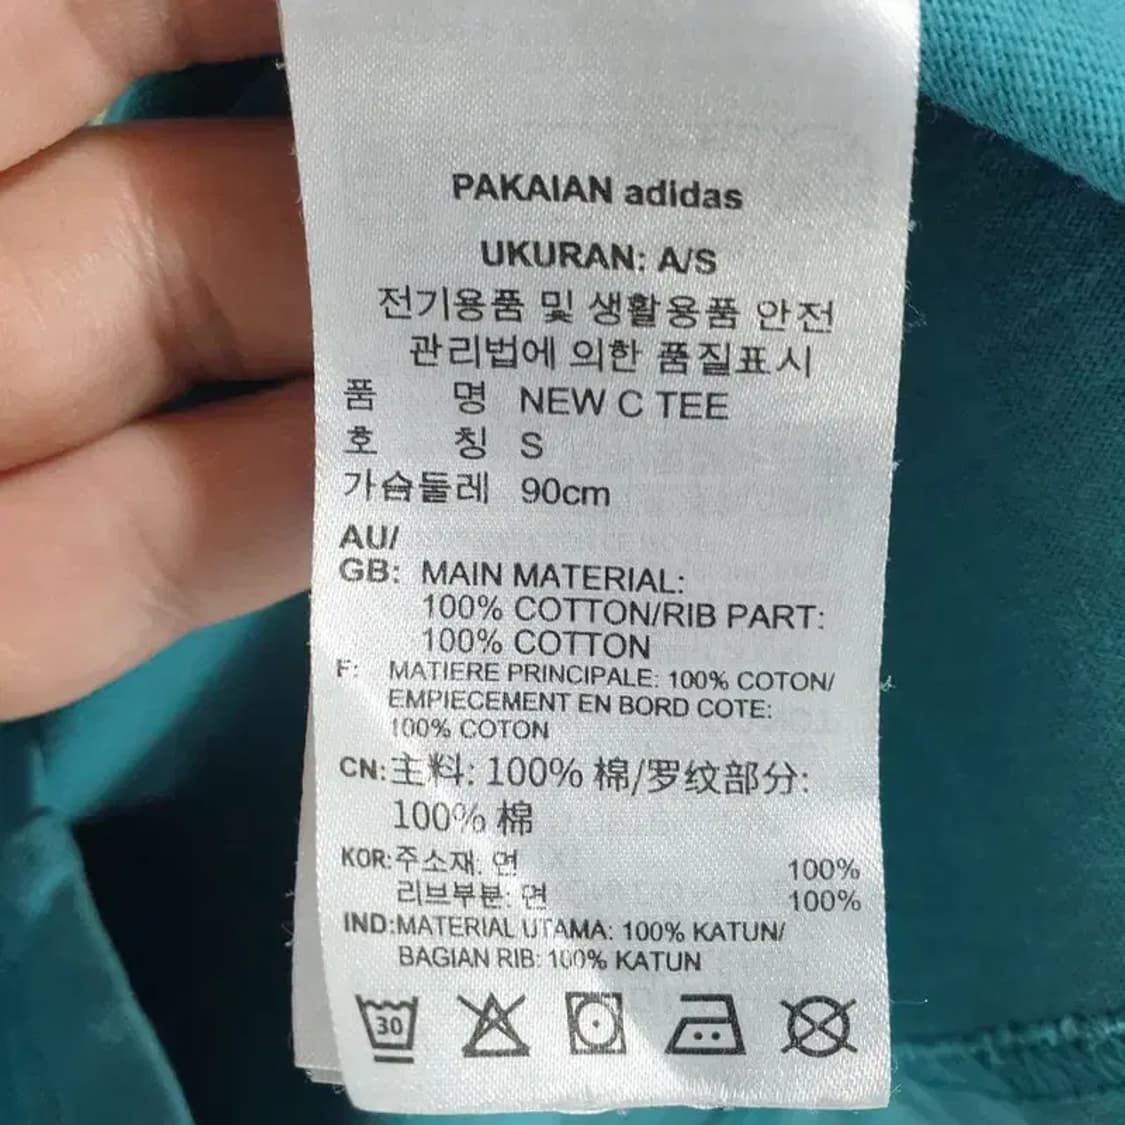 PAKAIAN adidas
UKURAN: A/S
전기용품 및 생활용품 안전
관리법에 의한 품질표시
품 명 NEW C TEE
호 칭 S
가슴둘레 90cm
AU/
GB: MAIN MATERIAL:
100% COTTON/RIB PART:
100% COTTON
F: MATIERE PRINCIPALE: 100% COTON/
EMPIECEMENT EN BORD COTE:
100% COTON
CN:主料: 100% 棉/罗纹部分:
100% 棉
KOR:주소재: 면 100%
리브부분: 면 100%
IND:MATERIAL UTAMA: 100% KATUN/
BAGIAN RIB: 100% KATUN
30